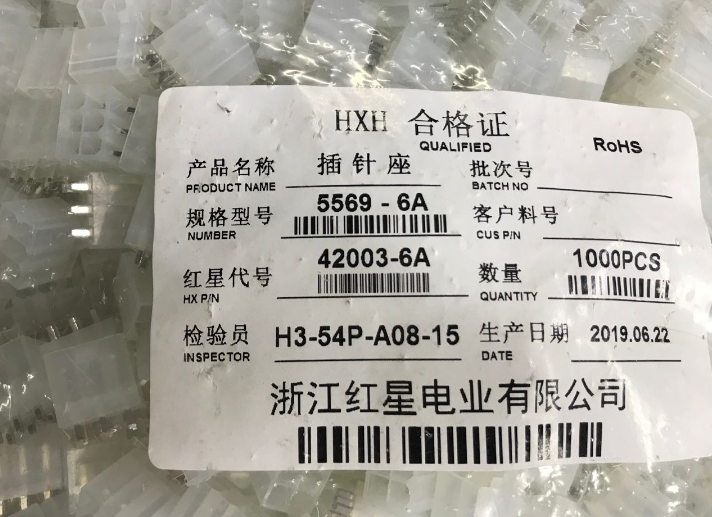 HXH 合格证
QUALIFIED
RoHS
产品名称 插针座 批次号
PRODUCT NAME BATCH NO
规格型号 5569 - 6A 客户料号
NUMBER CUS P/N
红星代号 42003-6A 数量 1000PCS
HX P/N QUANTITY
检验员 H3-54P-A08-15 生产日期 2019.06.22
INSPECTOR DATE
浙江红星电业有限公司